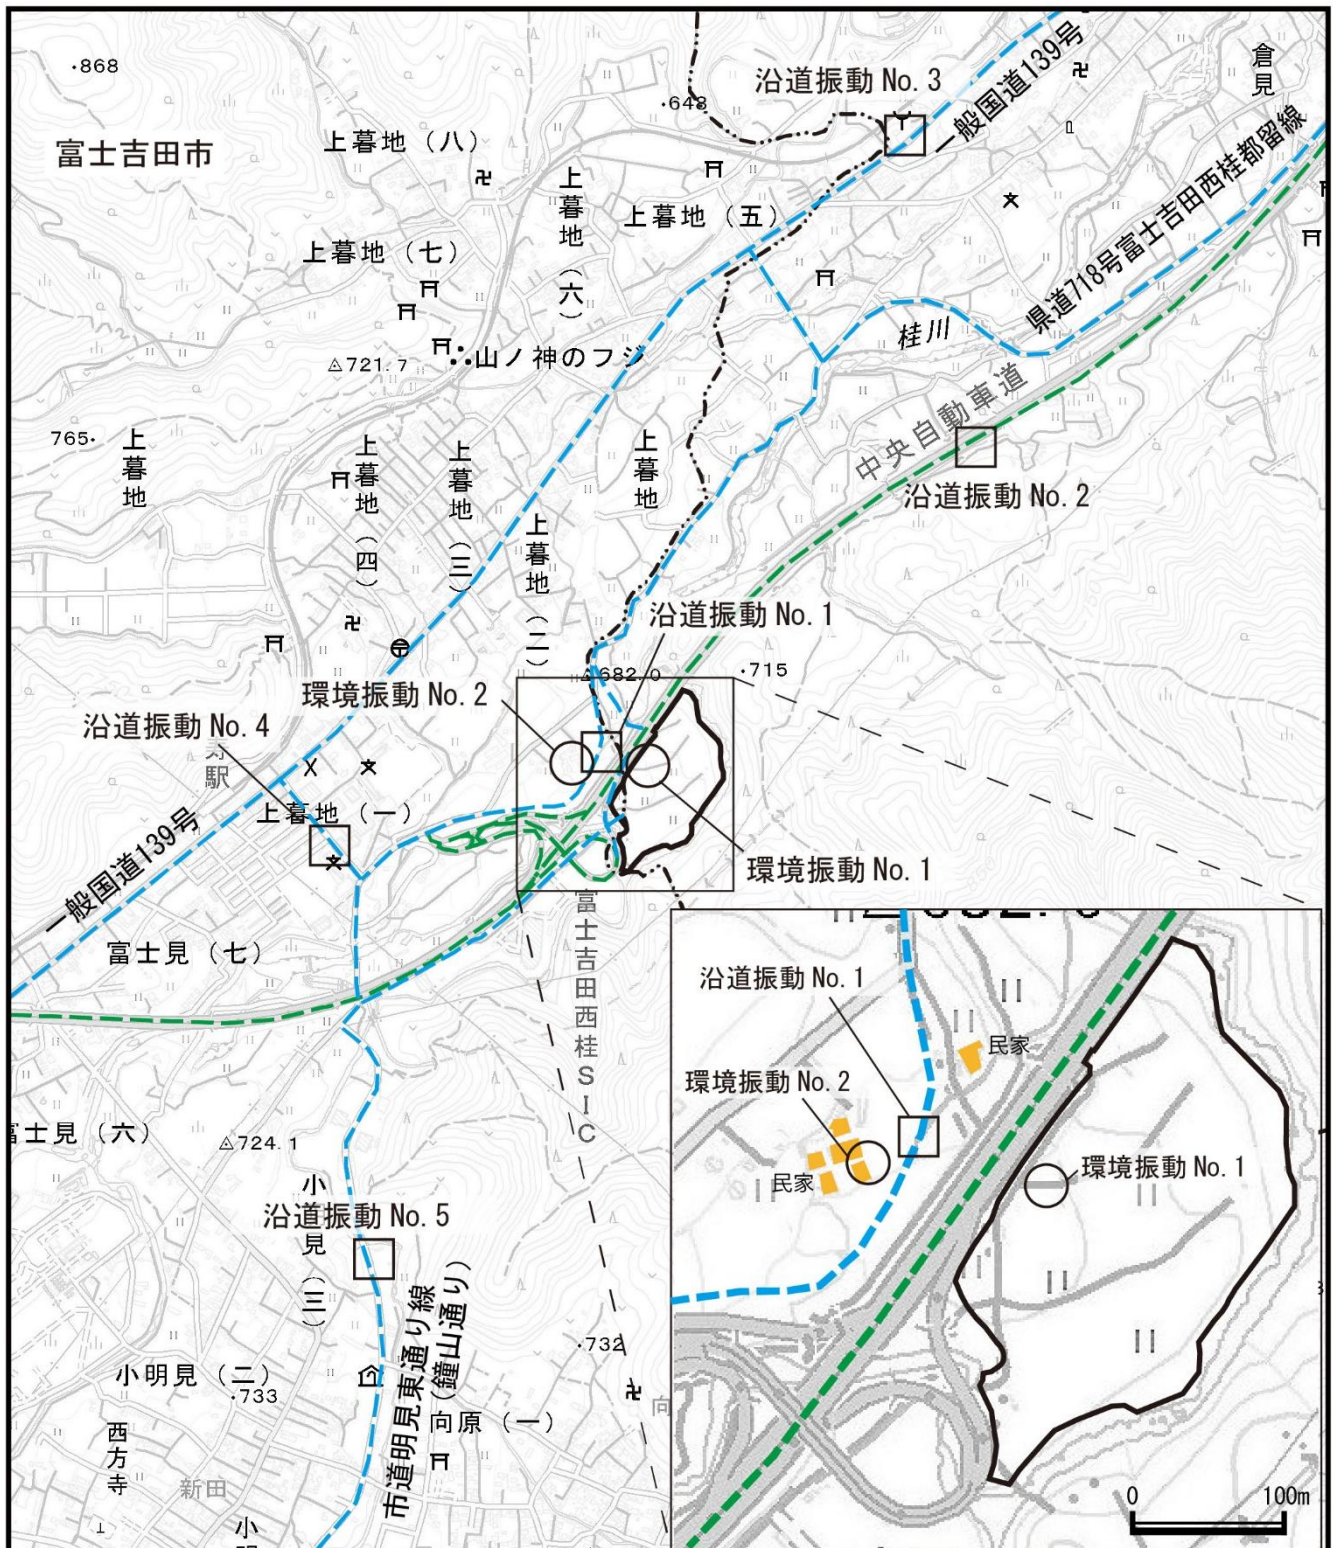 ・868
富士吉田市
上暮地（八）
上暮地（七）
上暮地（六）
上暮地（五）
・643
沿道振動 No. 3
一般国道139号
倉見
県道718号富士吉田西桂都留線
桂川
中央自動車道
沿道振動 No. 2
△721.7
山ノ神のフジ
765・
上暮地
上暮地（四）
上暮地（三）
上暮地（二）
上暮地
沿道振動 No. 1
△682.0
・715
環境振動 No. 2
沿道振動 No. 4
寿駅
上暮地（一）
一般国道139号
環境振動 No. 1
富士見（七）
富士吉田西桂SIC
富士見（六）
△724.1
小明見（三）
沿道振動 No. 5
市道明見東通り線
（鐘山通り）
小明見（二）
・733
・732
向原（一）
向
西方寺
新田
小明
沿道振動 No. 1
環境振動 No. 2
民家
民家
環境振動 No. 1
0 100m